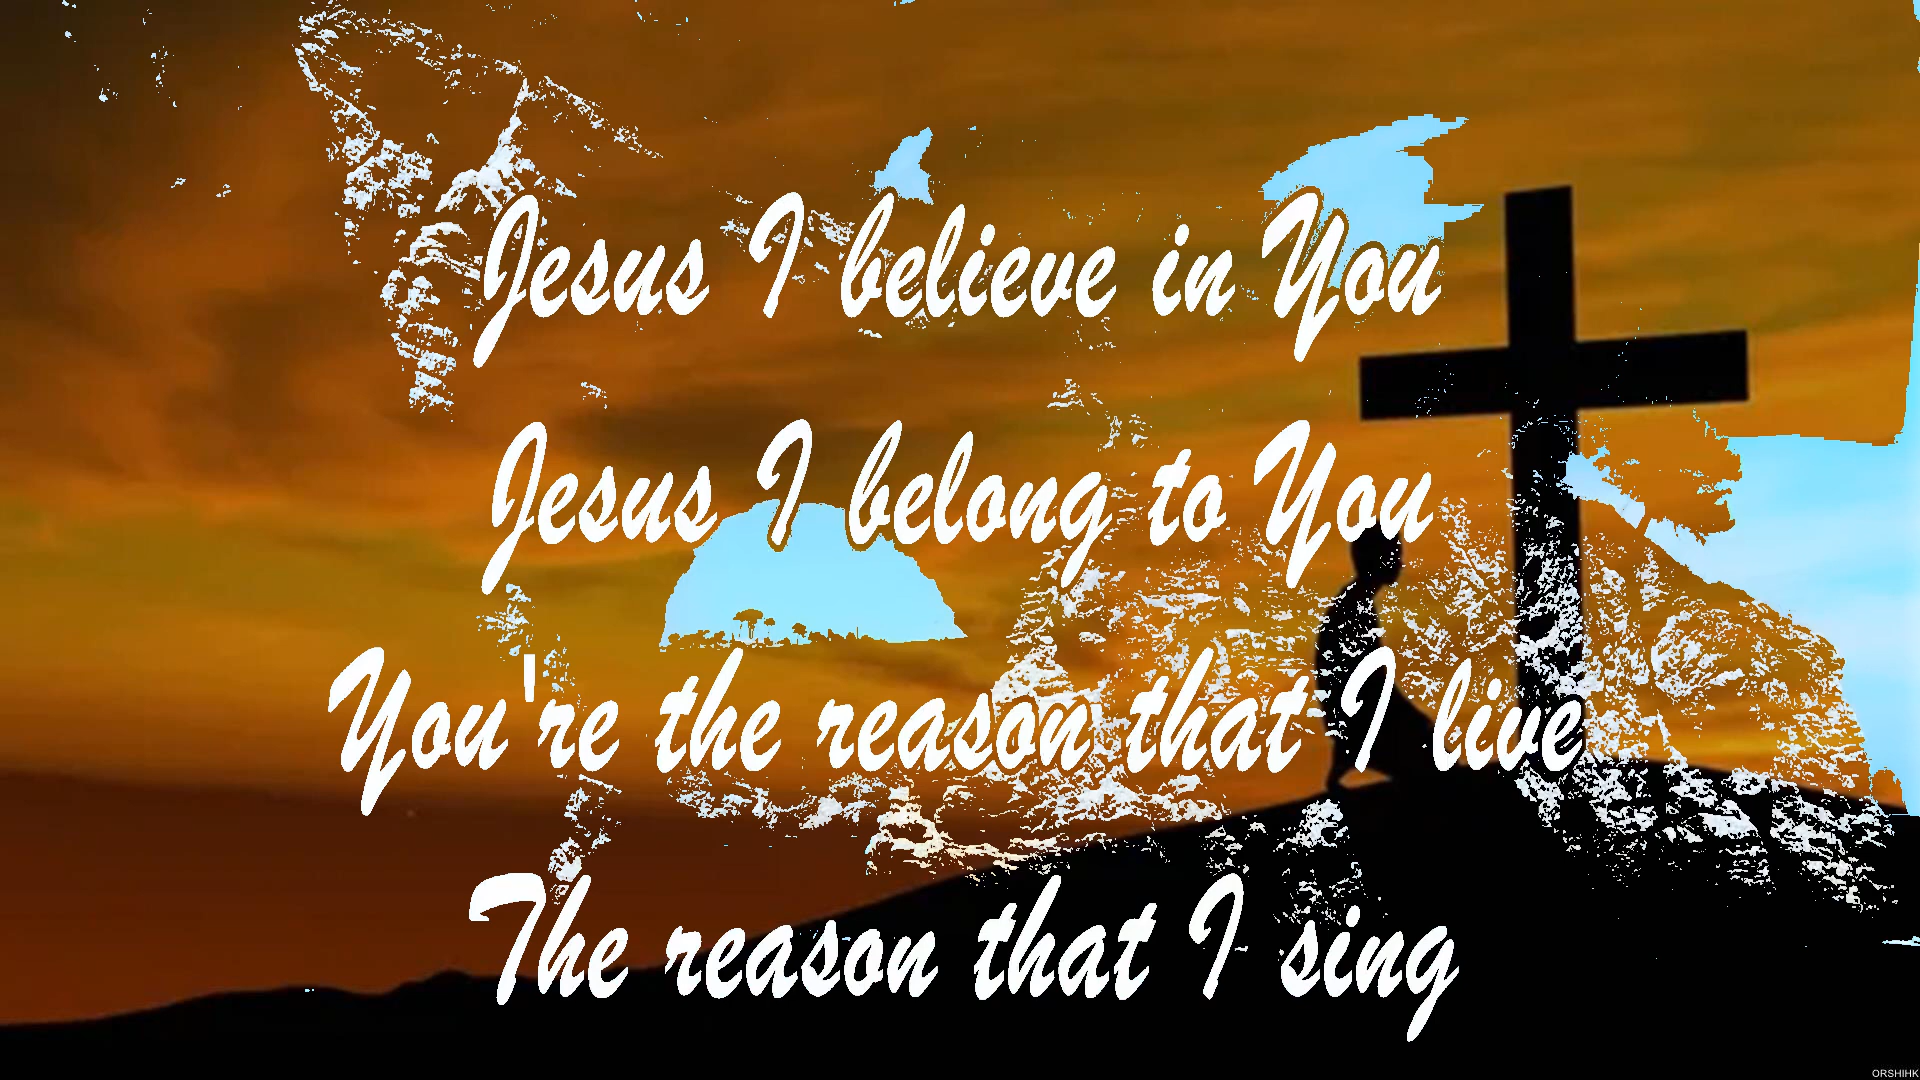 Jesus I believe in You
Jesus I belong to You
You're the reason that I live
The reason that I sing
ORSHIHK